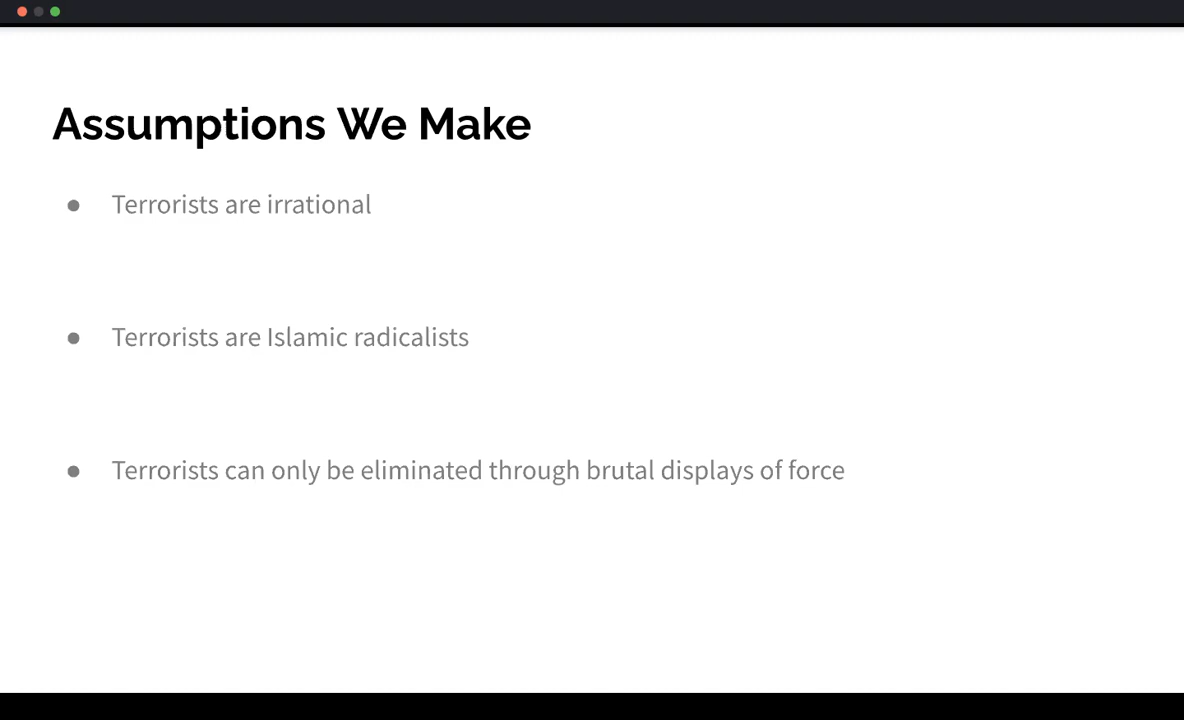 Assumptions We Make
● Terrorists are irrational
● Terrorists are Islamic radicalists
● Terrorists can only be eliminated through brutal displays of force